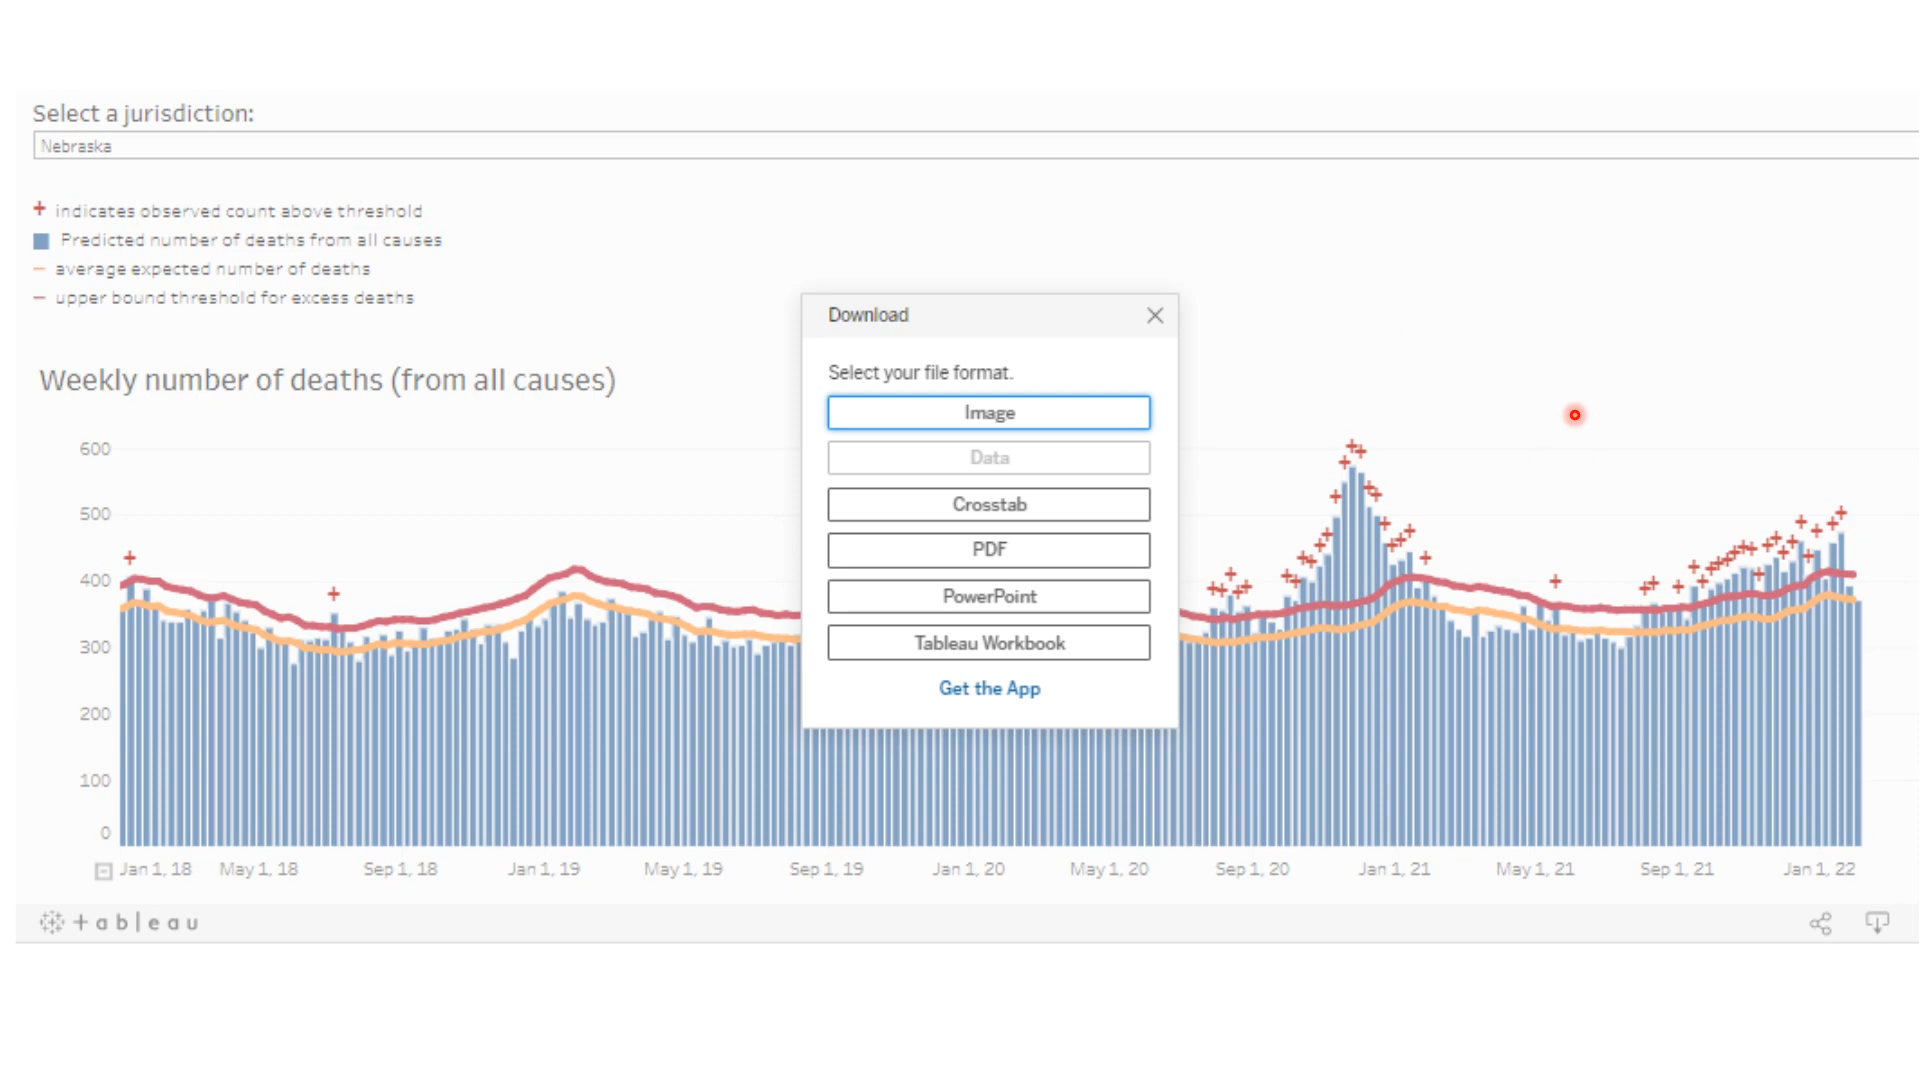 Select a jurisdiction:
Nebraska
+ indicates observed count above threshold
Predicted number of deaths from all causes
average expected number of deaths
upper bound threshold for excess deaths
Weekly number of deaths (from all causes)
600
500
400
300
200
100
0
Jan 1, 18 May 1, 18 Sep 1, 18 Jan 1, 19 May 1, 19 Sep 1, 19 Jan 1, 20 May 1, 20 Sep 1, 20 Jan 1, 21 May 1, 21 Sep 1, 21 Jan 1, 22
Download
Select your file format.
Image
Data
Crosstab
PDF
PowerPoint
Tableau Workbook
Get the App
+ableau